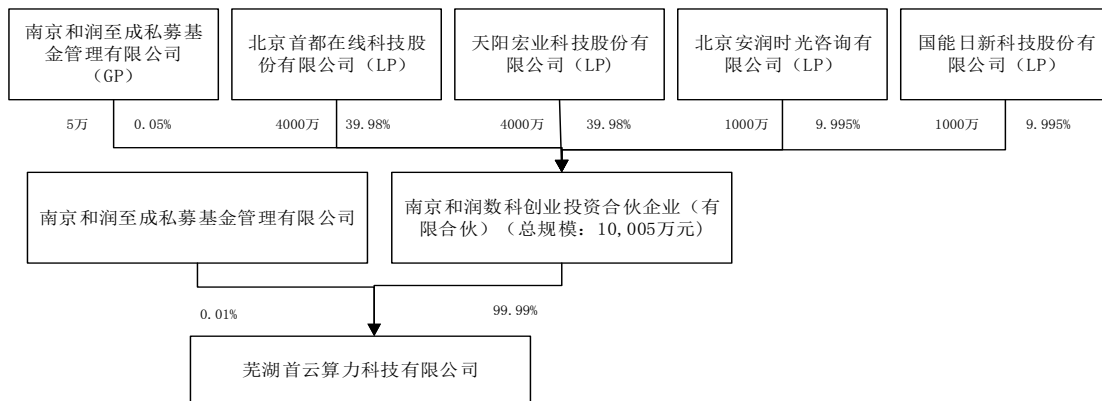 南京和润至成私募基
金管理有限公司
（GP）
北京首都在线科技股
份有限公司（LP）
天阳宏业科技股份有
限公司（LP)
北京安润时光咨询有
限公司（LP）
国能日新科技股份有
限公司（LP）
5万 0.05%
4000万 39.98%
4000万 39.98%
1000万 9.995%
1000万 9.995%
南京和润至成私募基金管理有限公司
南京和润数科创业投资合伙企业（有
限合伙）（总规模：10,005万元)
0.01%
99.99%
芜湖首云算力科技有限公司